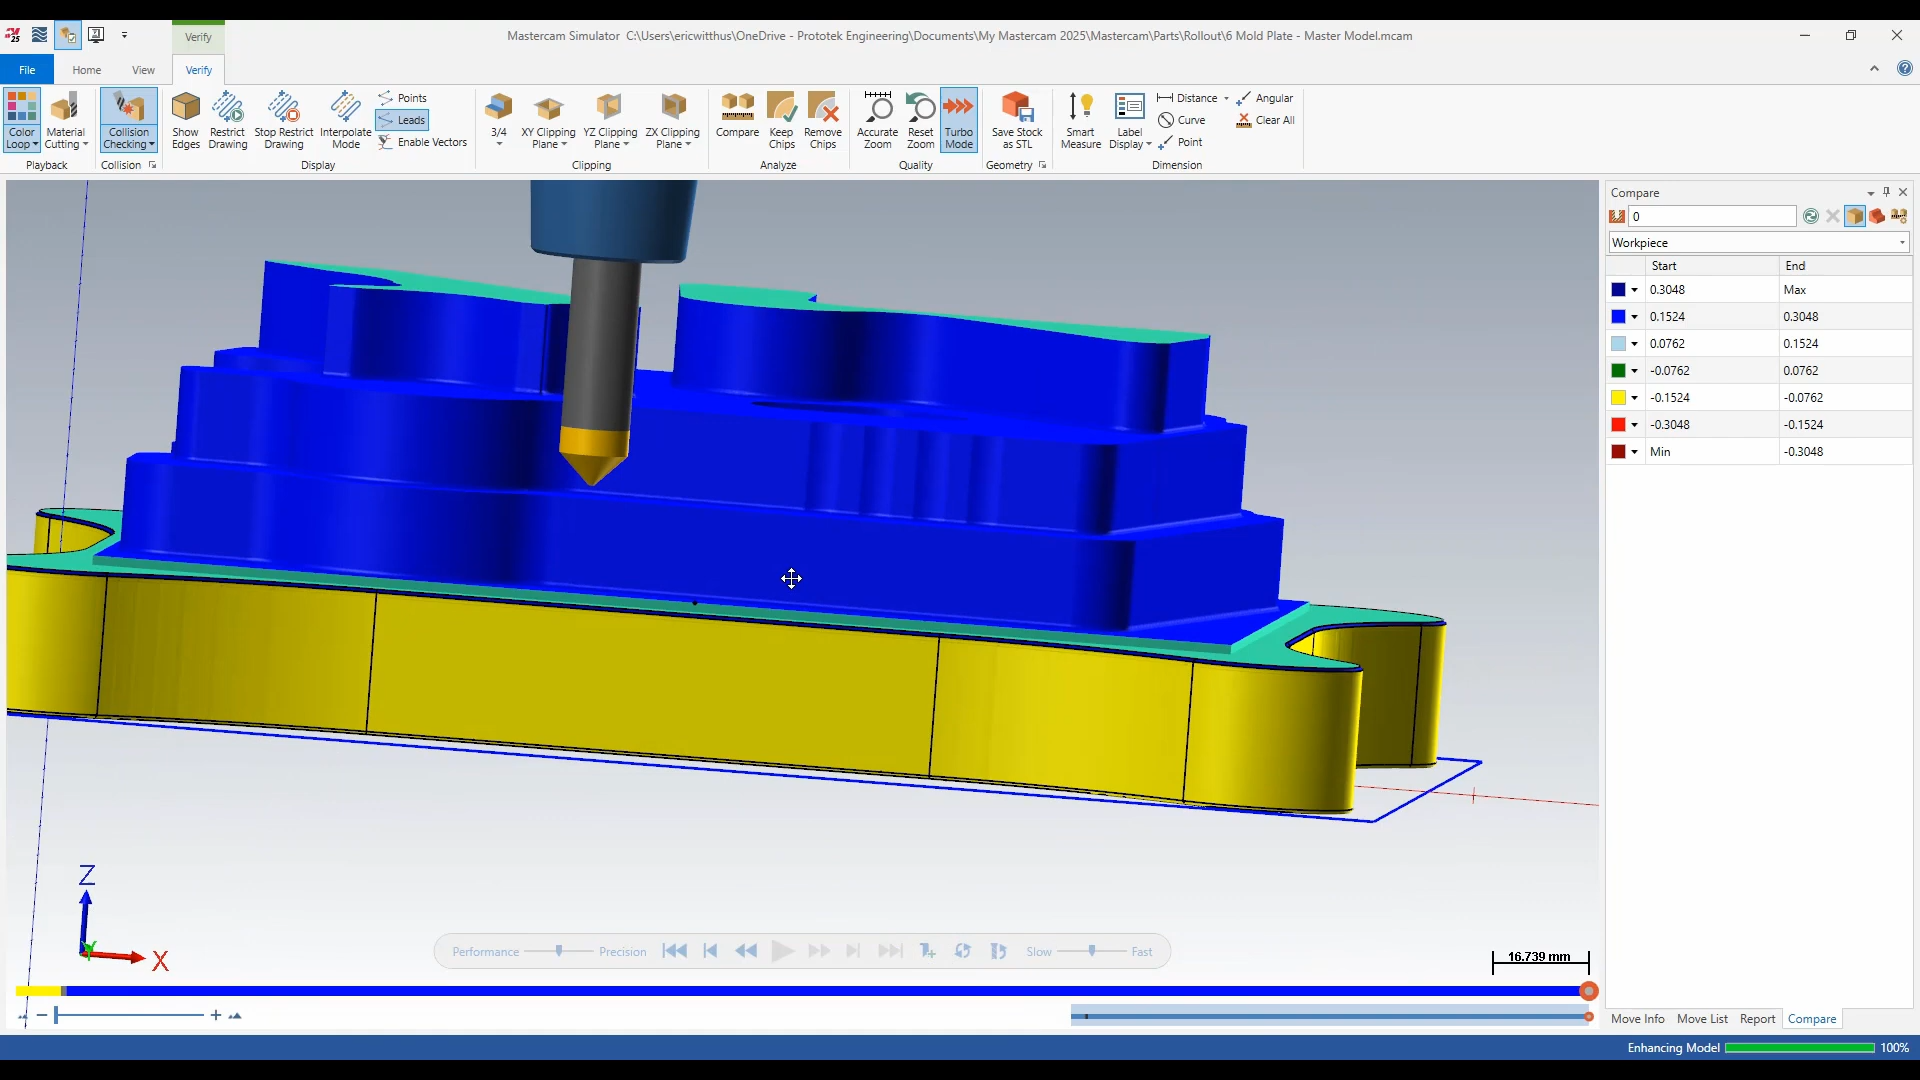 25
Verify
Mastercam Simulator C:\Users\ericwitthus\OneDrive - Prototek Engineering\Documents\My Mastercam 2025\Mastercam\Parts\Rollout\6 Mold Plate - Master Model.mcam
File
Home
View
Verify
Color Loop
Material Cutting
Collision Checking
Show Edges
Restrict Drawing
Stop Restrict Drawing
Interpolate Mode
Points
Leads
Enable Vectors
3/4
XY Clipping Plane
YZ Clipping Plane
ZX Clipping Plane
Compare
Keep Chips
Remove Chips
Accurate Zoom
Reset Zoom
Turbo Mode
Save Stock as STL
Smart Measure
Label Display
Distance
Curve
Point
Angular
Clear All
Playback
Collision
Display
Clipping
Analyze
Quality
Geometry
Dimension
Compare
0
Workpiece
Start End
0.3048 Max
0.1524 0.3048
0.0762 0.1524
-0.0762 0.0762
-0.1524 -0.0762
-0.3048 -0.1524
Min -0.3048
Z
Y
X
Performance
Precision
Slow
Fast
16.739 mm
Move Info
Move List
Report
Compare
Enhancing Model
100%